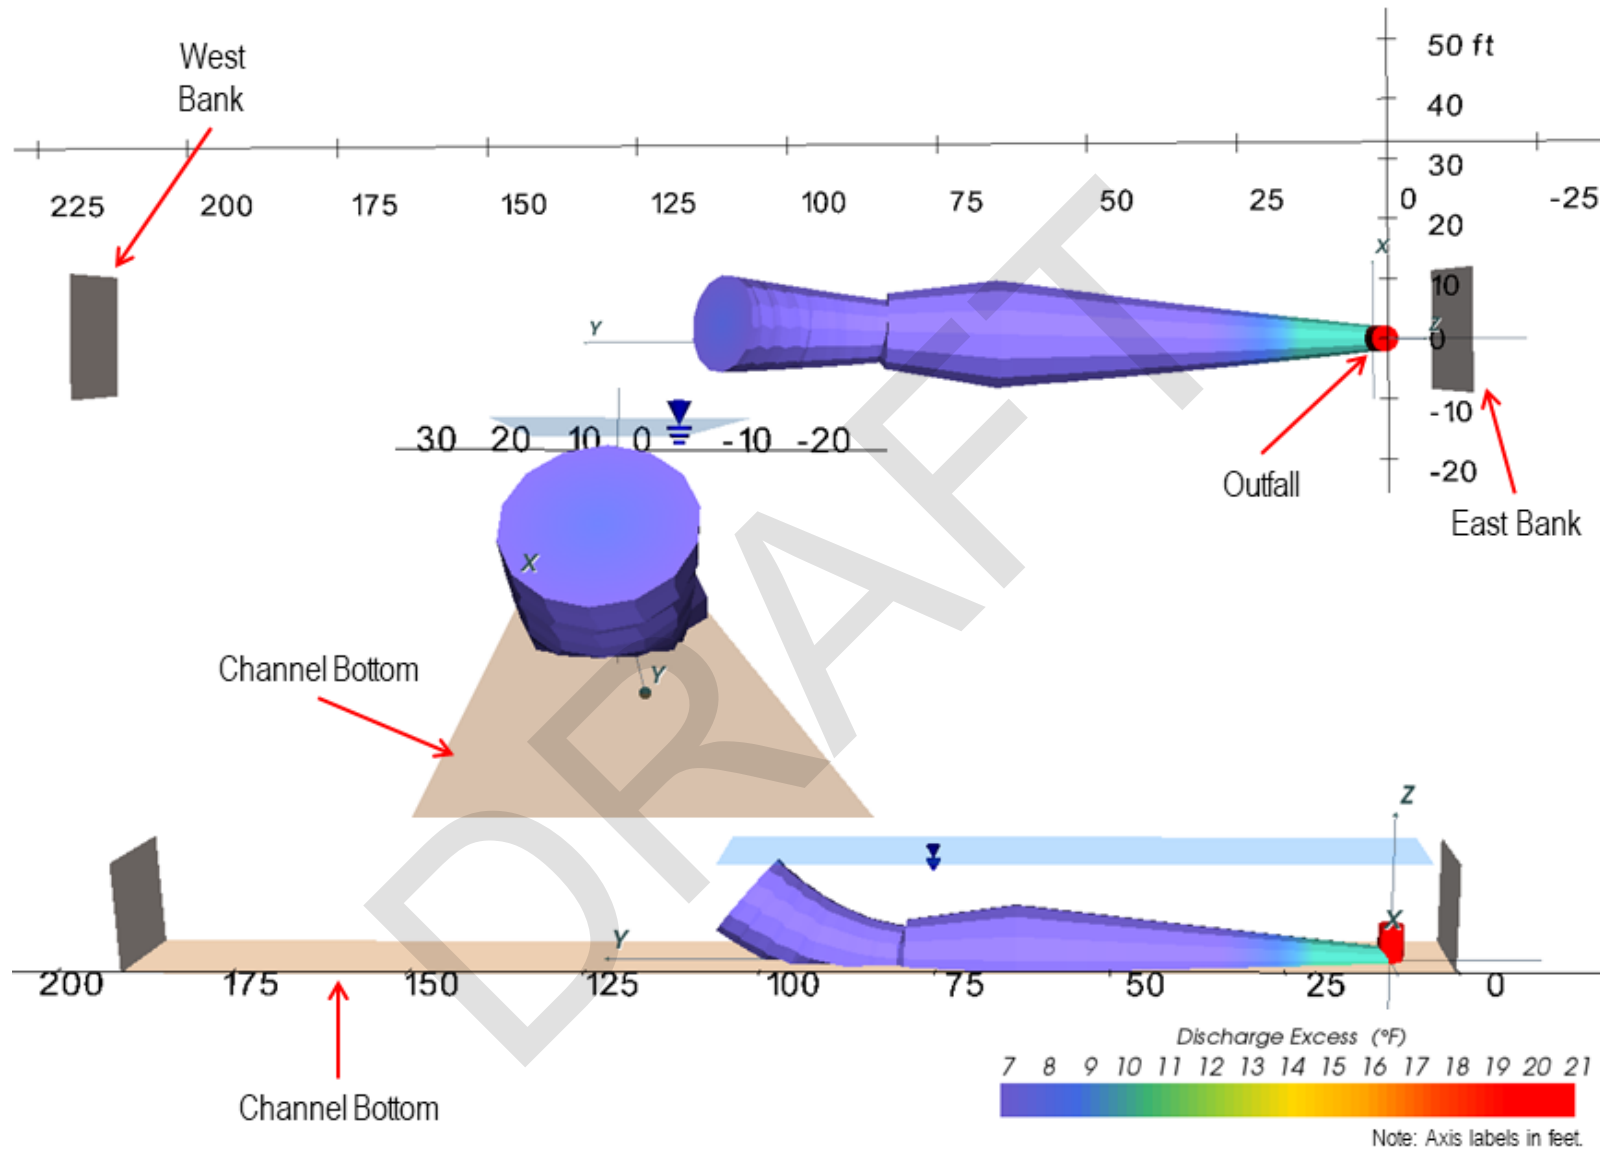 West
Bank
50 ft
40
30
225 200 175 150 125 100 75 50 25 0 -25
20
X
10
Y
Z
0
-10
30 20 10 0 -10 -20
-20
Outfall
East Bank
X
Channel Bottom
Y
DRAFT
Z
X
Y
200 175 150 125 100 75 50 25 0
Discharge Excess (°F)
7 8 9 10 11 12 13 14 15 16 17 18 19 20 21
Channel Bottom
Note: Axis labels in feet.